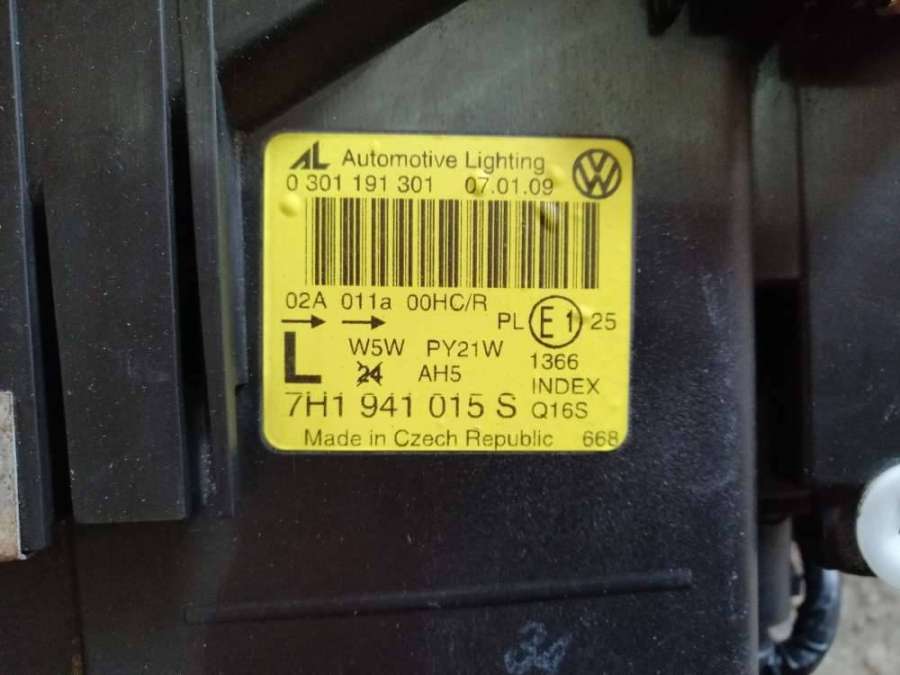 AL Automotive Lighting
0 301 191 301 07.01.09
VW
02A 011a 00HC/R
PL E1 25
L W5W PY21W 1366
24 AH5 INDEX
7H1 941 015 S Q16S
Made in Czech Republic 668